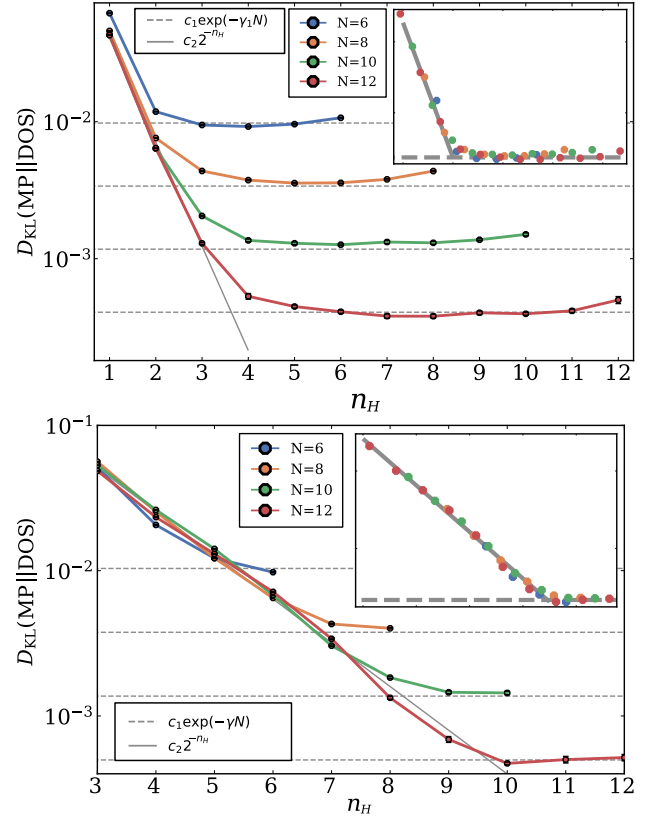 c₁exp(−γ₁N)
c₂2^{-n_H}
N=6
N=8
N=10
N=12
D_KL(MP||DOS)
10⁻²
10⁻³
1 2 3 4 5 6 7 8 9 10 11 12
n_H
10⁻¹
N=6
N=8
N=10
N=12
D_KL(MP||DOS)
10⁻²
10⁻³
c₁exp(−γN)
c₂2^{-n_H}
3 4 5 6 7 8 9 10 11 12
n_H